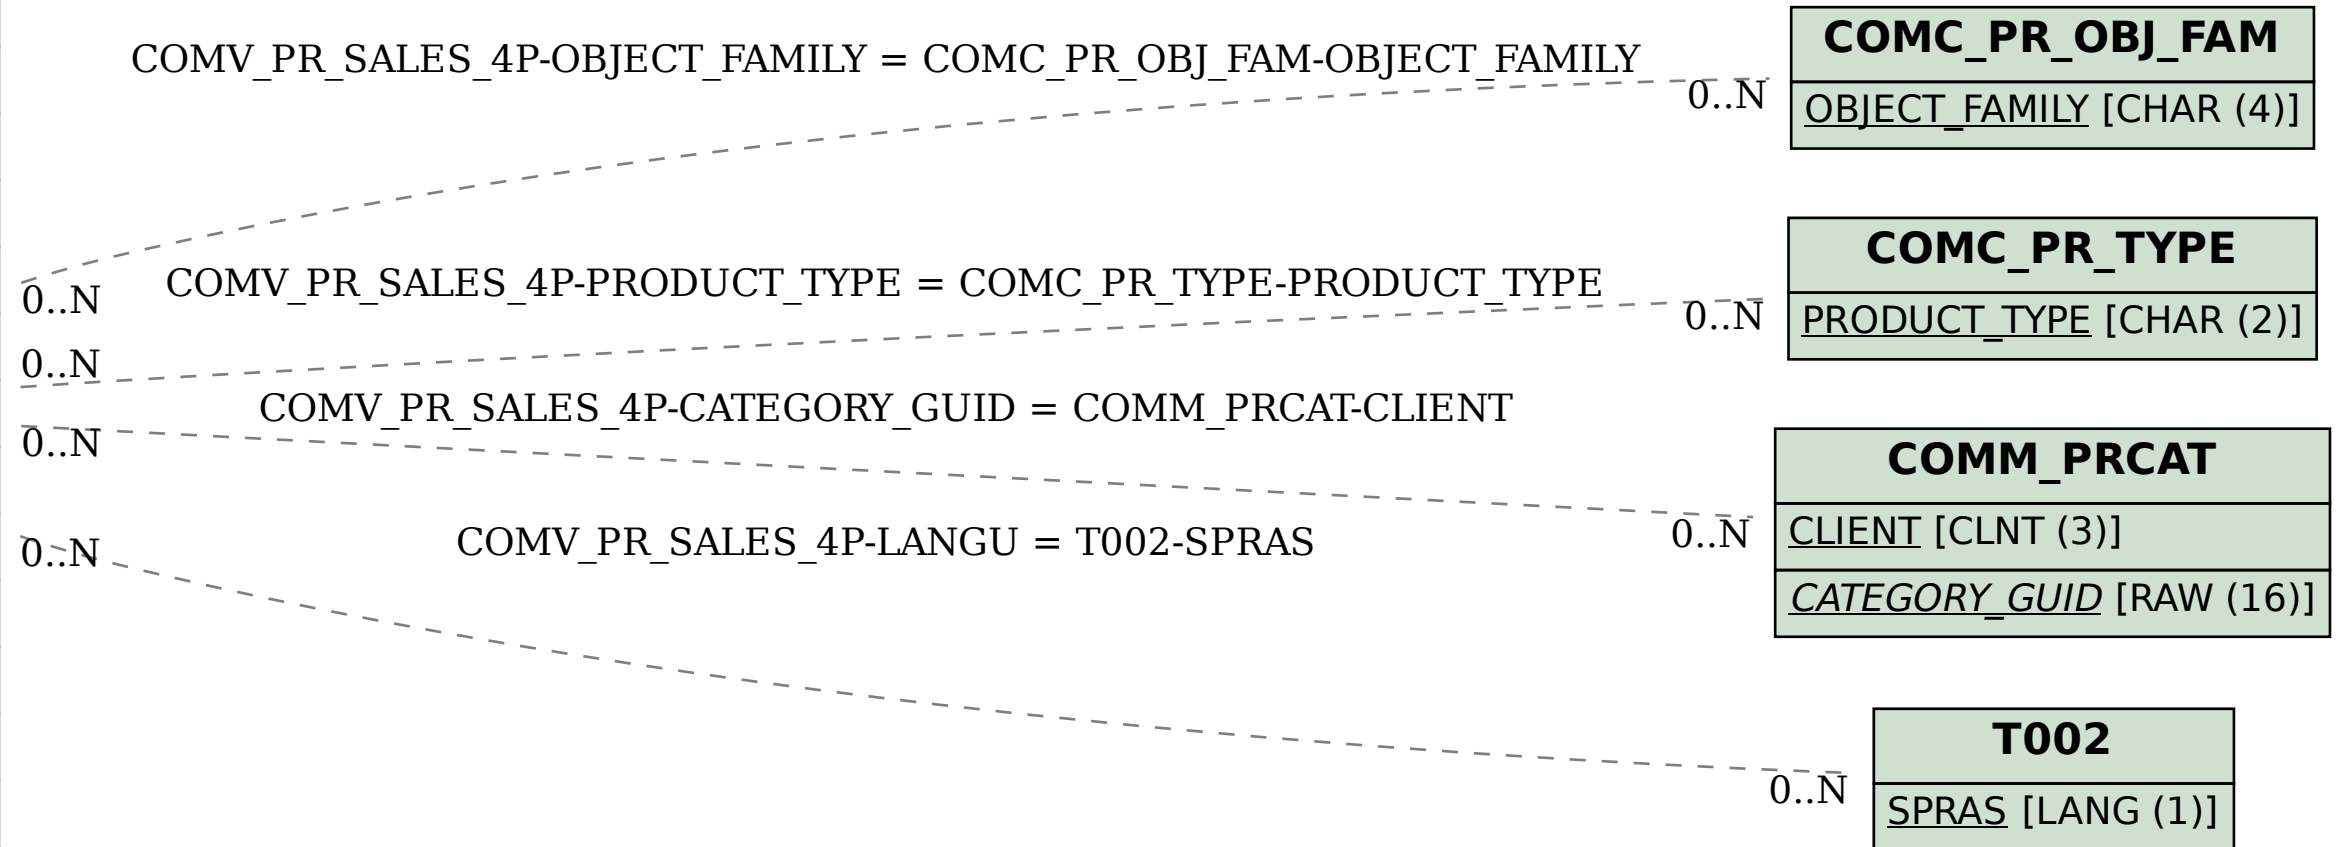 COMV_PR_SALES_4P-OBJECT_FAMILY = COMC_PR_OBJ_FAM-OBJECT_FAMILY
0..N
0..N
COMC_PR_OBJ_FAM
OBJECT_FAMILY [CHAR (4)]
COMV_PR_SALES_4P-PRODUCT_TYPE = COMC_PR_TYPE-PRODUCT_TYPE
0..N
0..N
COMC_PR_TYPE
PRODUCT_TYPE [CHAR (2)]
COMV_PR_SALES_4P-CATEGORY_GUID = COMM_PRCAT-CLIENT
0..N
0..N
COMM_PRCAT
CLIENT [CLNT (3)]
CATEGORY_GUID [RAW (16)]
COMV_PR_SALES_4P-LANGU = T002-SPRAS
0..N
0..N
T002
SPRAS [LANG (1)]